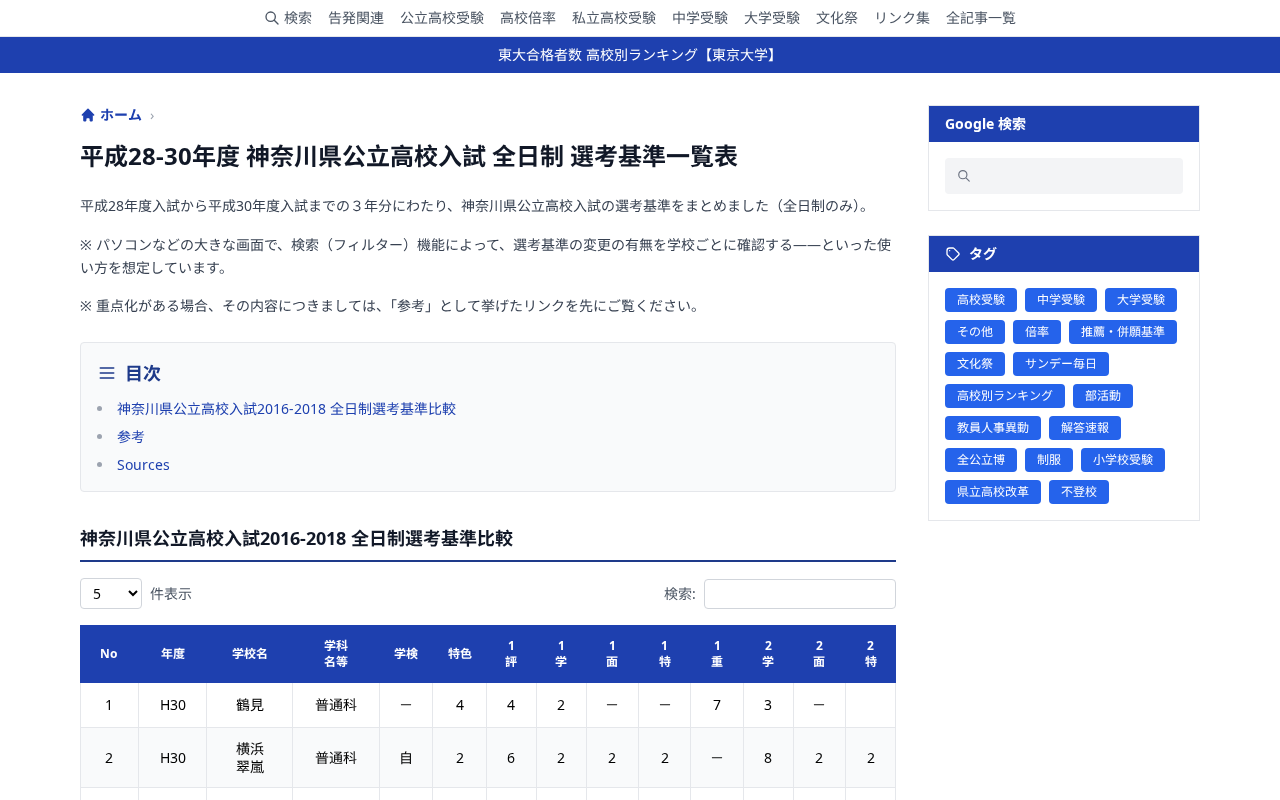 検索 告発関連 公立高校受験 高校倍率 私立高校受験 中学受験 大学受験 文化祭 リンク集 全記事一覧
東大合格者数 高校別ランキング【東京大学】
ホーム ›
平成28-30年度 神奈川県公立高校入試 全日制 選考基準一覧表
平成28年度入試から平成30年度入試までの３年分にわたり、神奈川県公立高校入試の選考基準をまとめました（全日制のみ）。
※ パソコンなどの大きな画面で、検索（フィルター）機能によって、選考基準の変更の有無を学校ごとに確認する——といった使
い方を想定しています。
※ 重点化がある場合、その内容につきましては、「参考」として挙げたリンクを先にご覧ください。
目次
神奈川県公立高校入試2016-2018 全日制選考基準比較
参考
Sources
神奈川県公立高校入試2016-2018 全日制選考基準比較
5 件表示 検索:
No 年度 学校名 学科名等 学検 特色 1評 1学 1面 1特 1重 2学 2面 2特
1 H30 鶴見 普通科 － 4 4 2 － － 7 3 －
2 H30 横浜翠嵐 普通科 自 2 6 2 2 2 － 8 2 2
Google 検索
タグ
高校受験 中学受験 大学受験
その他 倍率 推薦・併願基準
文化祭 サンデー毎日
高校別ランキング 部活動
教員人事異動 解答速報
全公立博 制服 小学校受験
県立高校改革 不登校